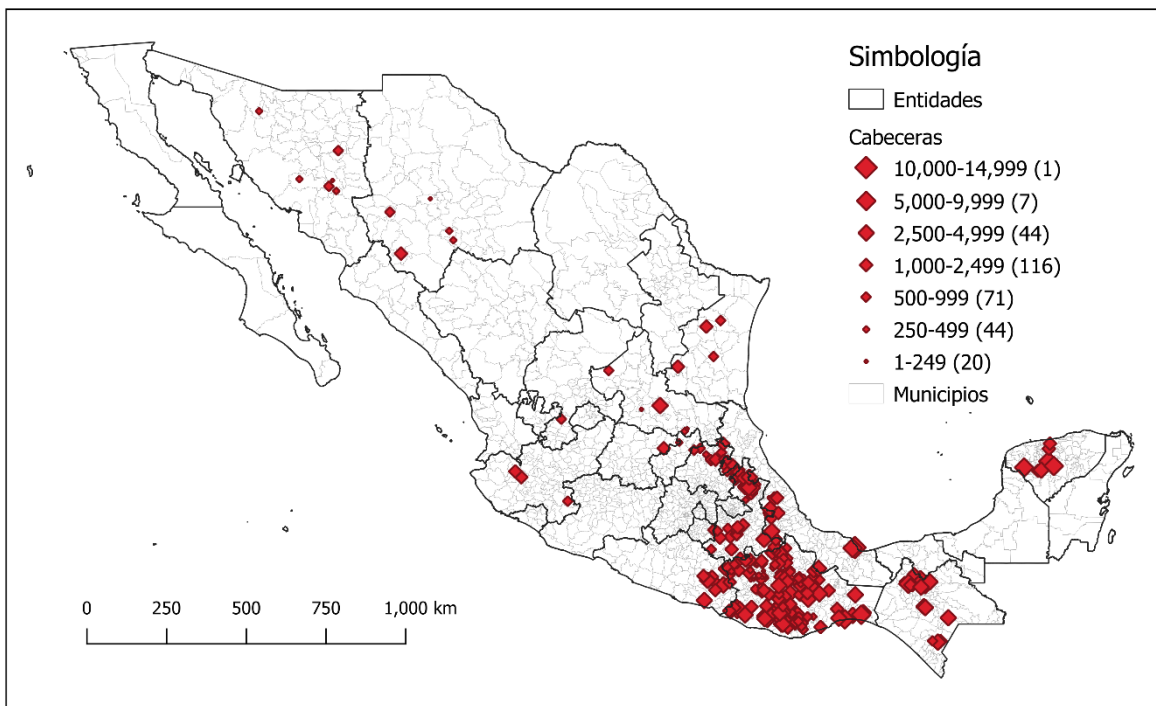 Simbología
Entidades
Cabeceras
10,000-14,999 (1)
5,000-9,999 (7)
2,500-4,999 (44)
1,000-2,499 (116)
500-999 (71)
250-499 (44)
1-249 (20)
Municipios
0 250 500 750 1,000 km